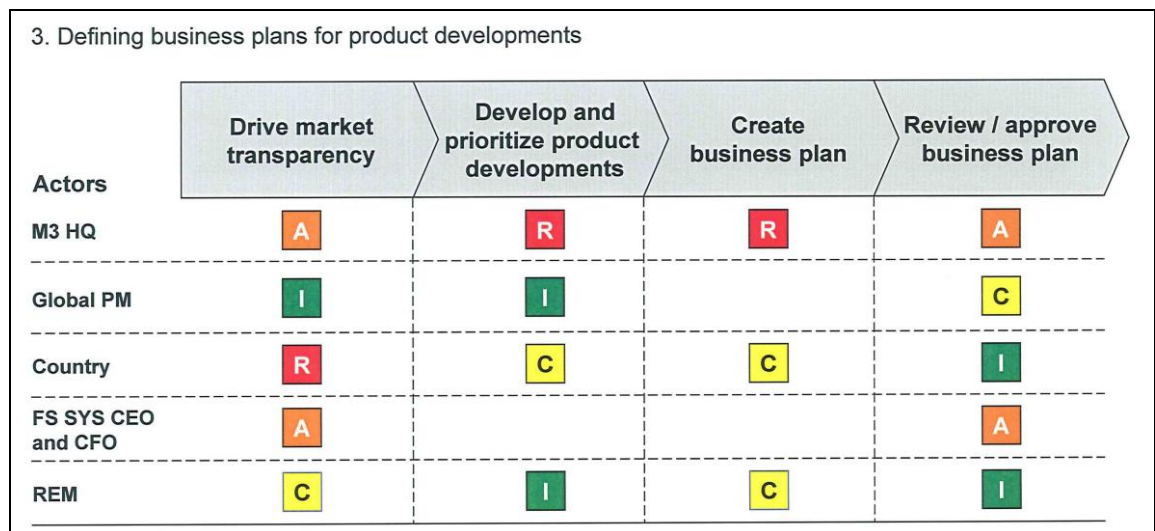 3. Defining business plans for product developments
Drive market
transparency
Develop and
prioritize product
developments
Create
business plan
Review / approve
business plan
Actors
M3 HQ
A
R
R
A
Global PM
I
I
C
Country
R
C
C
I
FS SYS CEO
and CFO
A
A
REM
C
I
C
I